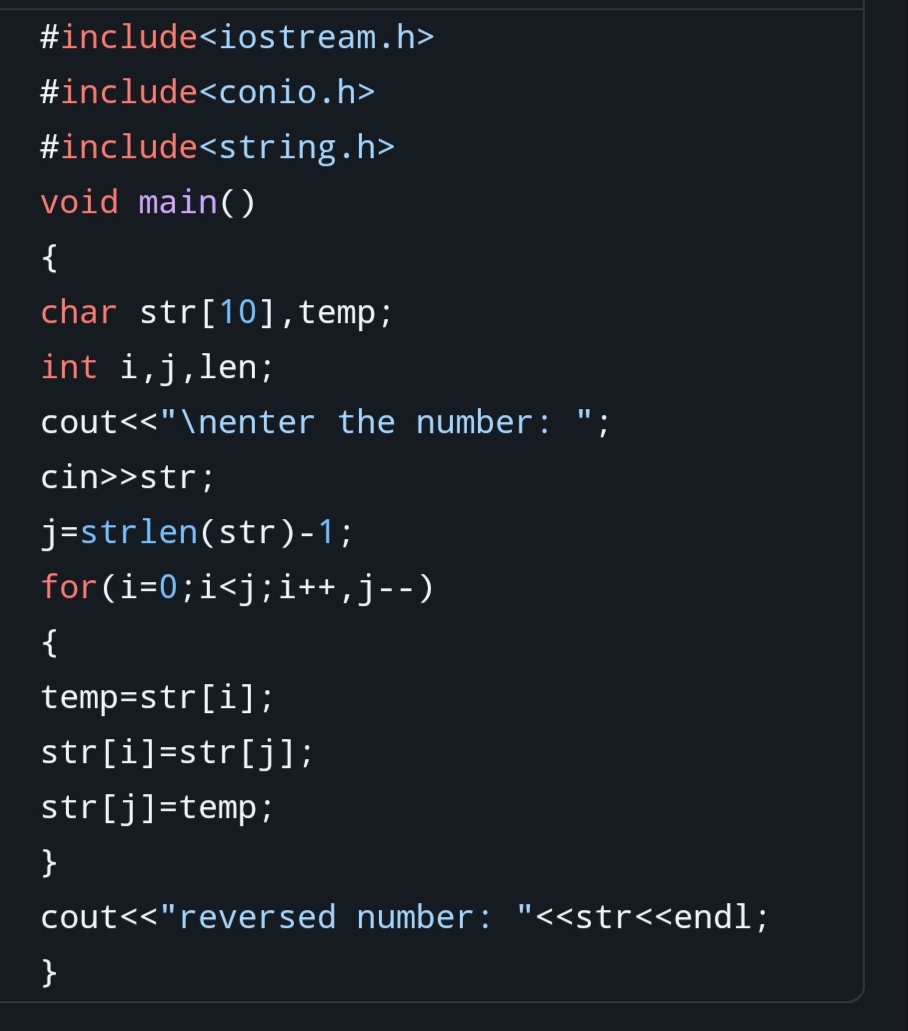 #include<iostream.h>
#include<conio.h>
#include<string.h>
void main()
{
char str[10],temp;
int i,j,len;
cout<<"\nenter the number: ";
cin>>str;
j=strlen(str)-1;
for(i=0;i<j;i++,j--)
{
temp=str[i];
str[i]=str[j];
str[j]=temp;
}
cout<<"reversed number: "<<str<<endl;
}